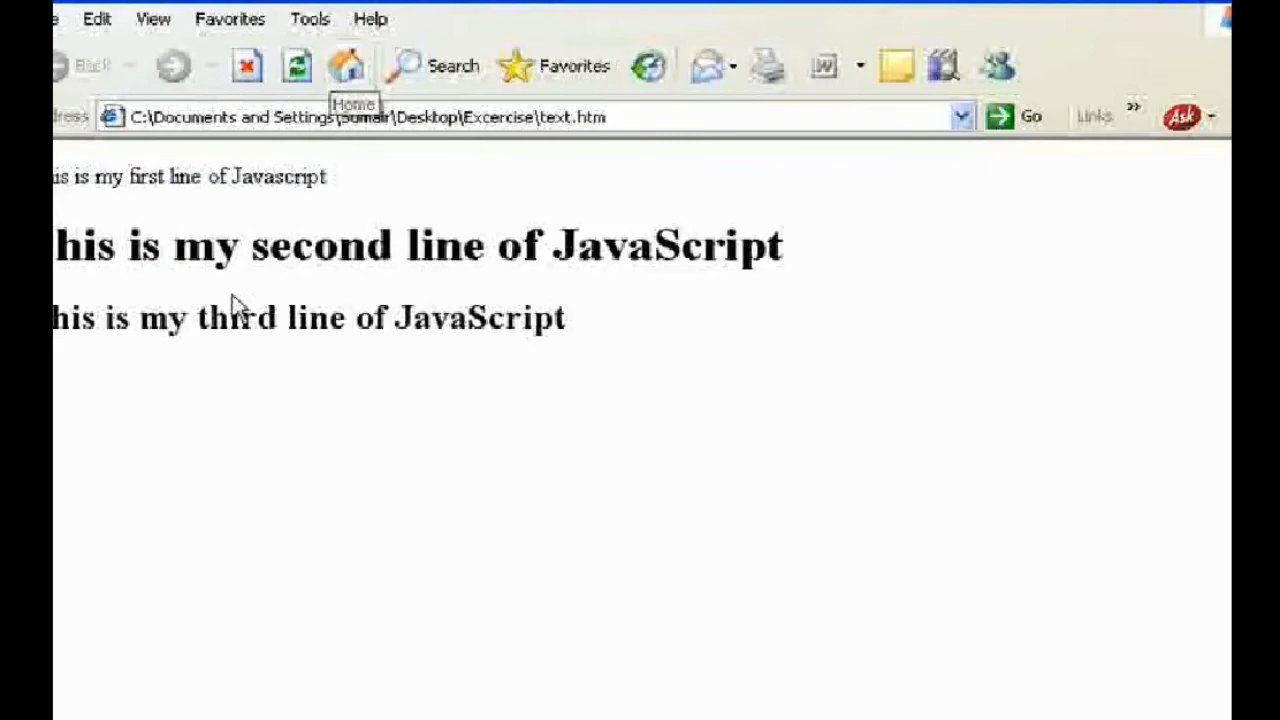 Edit View Favorites Tools Help
Back Search Favorites
Home
C:\Documents and Settings\Sumair\Desktop\Excercise\text.htm Go Links » Ask
is is my first line of Javascript
his is my second line of JavaScript
his is my third line of JavaScript